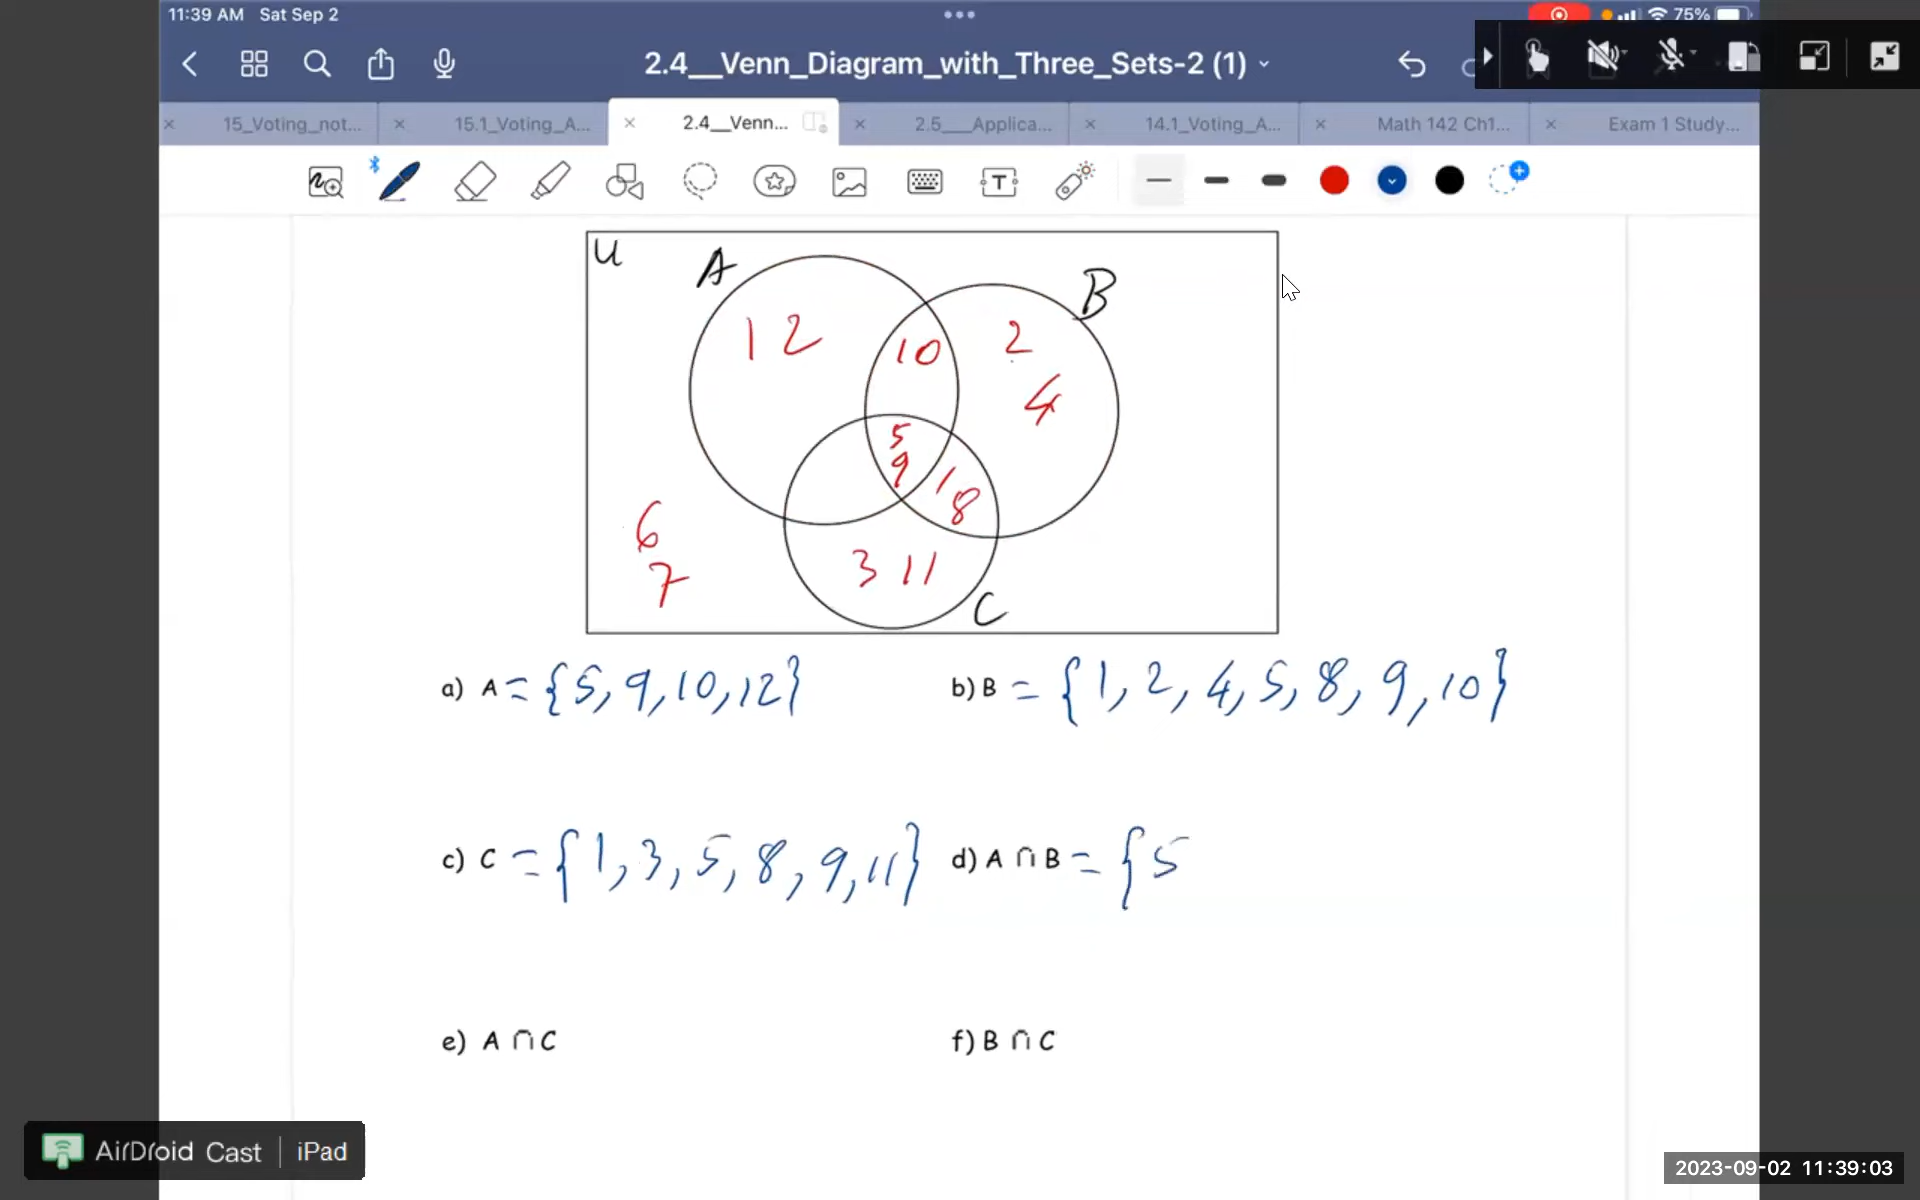 11:39 AM Sat Sep 2
75%
2.4__Venn_Diagram_with_Three_Sets-2 (1)
15_Voting_not...
15.1_Voting_A...
2.4__Venn...
2.5___Applica...
14.1_Voting_A...
Math 142 Ch1...
Exam 1 Study...
U
A
B
12
10
2
4
5
9
1
8
6
7
3 11
C
a) A = {5, 9, 10, 12}
b) B = {1, 2, 4, 5, 8, 9, 10}
c) C = {1, 3, 5, 8, 9, 11}
d) A ∩ B = {5
e) A ∩ C
f) B ∩ C
AirDroid Cast | iPad
2023-09-02 11:39:03